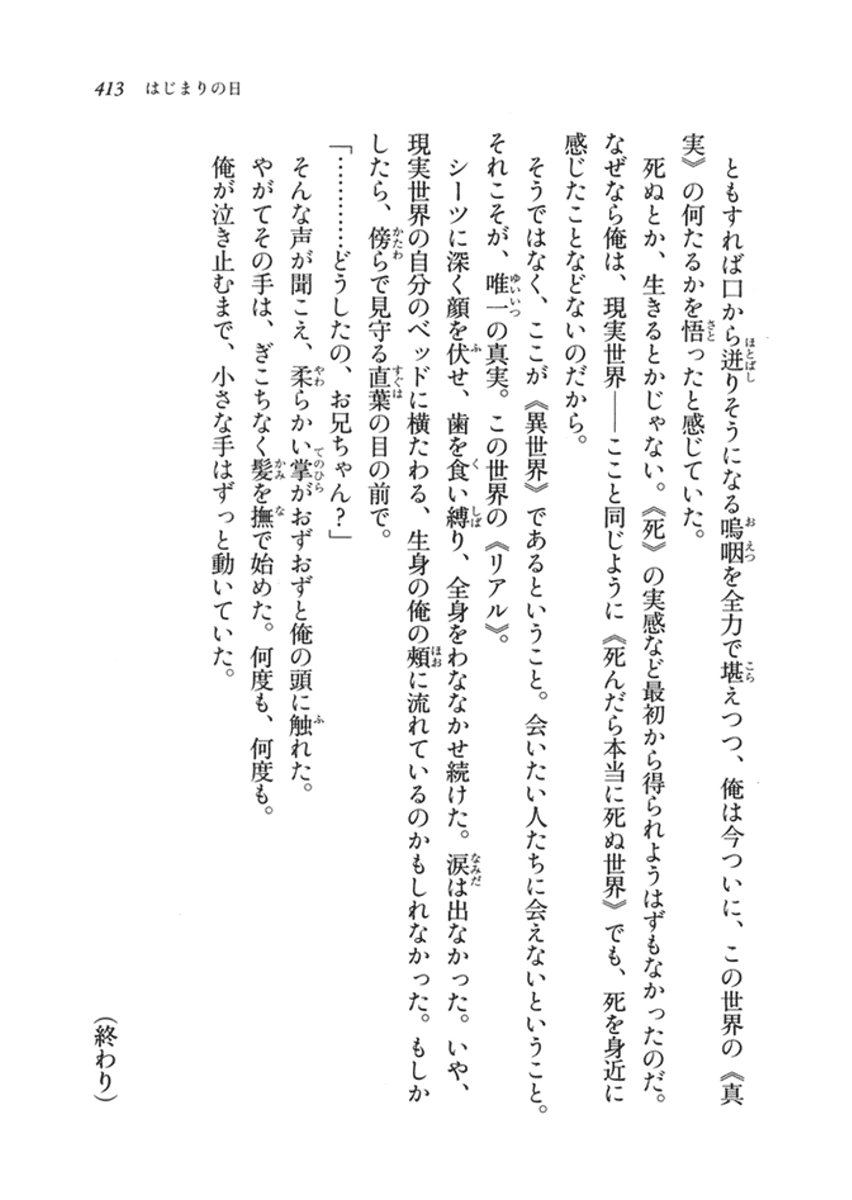 413 はじまりの日
ともすれば口から迸りそうになる嗚咽を全力で堪えつつ、俺は今ついに、この世界の《真
実》の何たるかを悟ったと感じていた。
死ぬとか、生きるとかじゃない。《死》の実感など最初から得られようはずもなかったのだ。
なぜなら俺は、現実世界――ここと同じように《死んだら本当に死ぬ世界》でも、死を身近に
感じたことなどないのだから。
そうではなく、ここが《異世界》であるということ。会いたい人たちに会えないということ。
それこそが、唯一の真実。この世界の《リアル》。
シーツに深く顔を伏せ、歯を食い縛り、全身をわななかせ続けた。涙は出なかった。いや、
現実世界の自分のベッドに横たわる、生身の俺の頰に流れているのかもしれなかった。もしか
したら、傍らで見守る直葉の目の前で。
「…………どうしたの、お兄ちゃん？」
そんな声が聞こえ、柔らかい掌がおずおずと俺の頭に触れた。
やがてその手は、ぎこちなく髪を撫で始めた。何度も、何度も。
俺が泣き止むまで、小さな手はずっと動いていた。
（終わり）